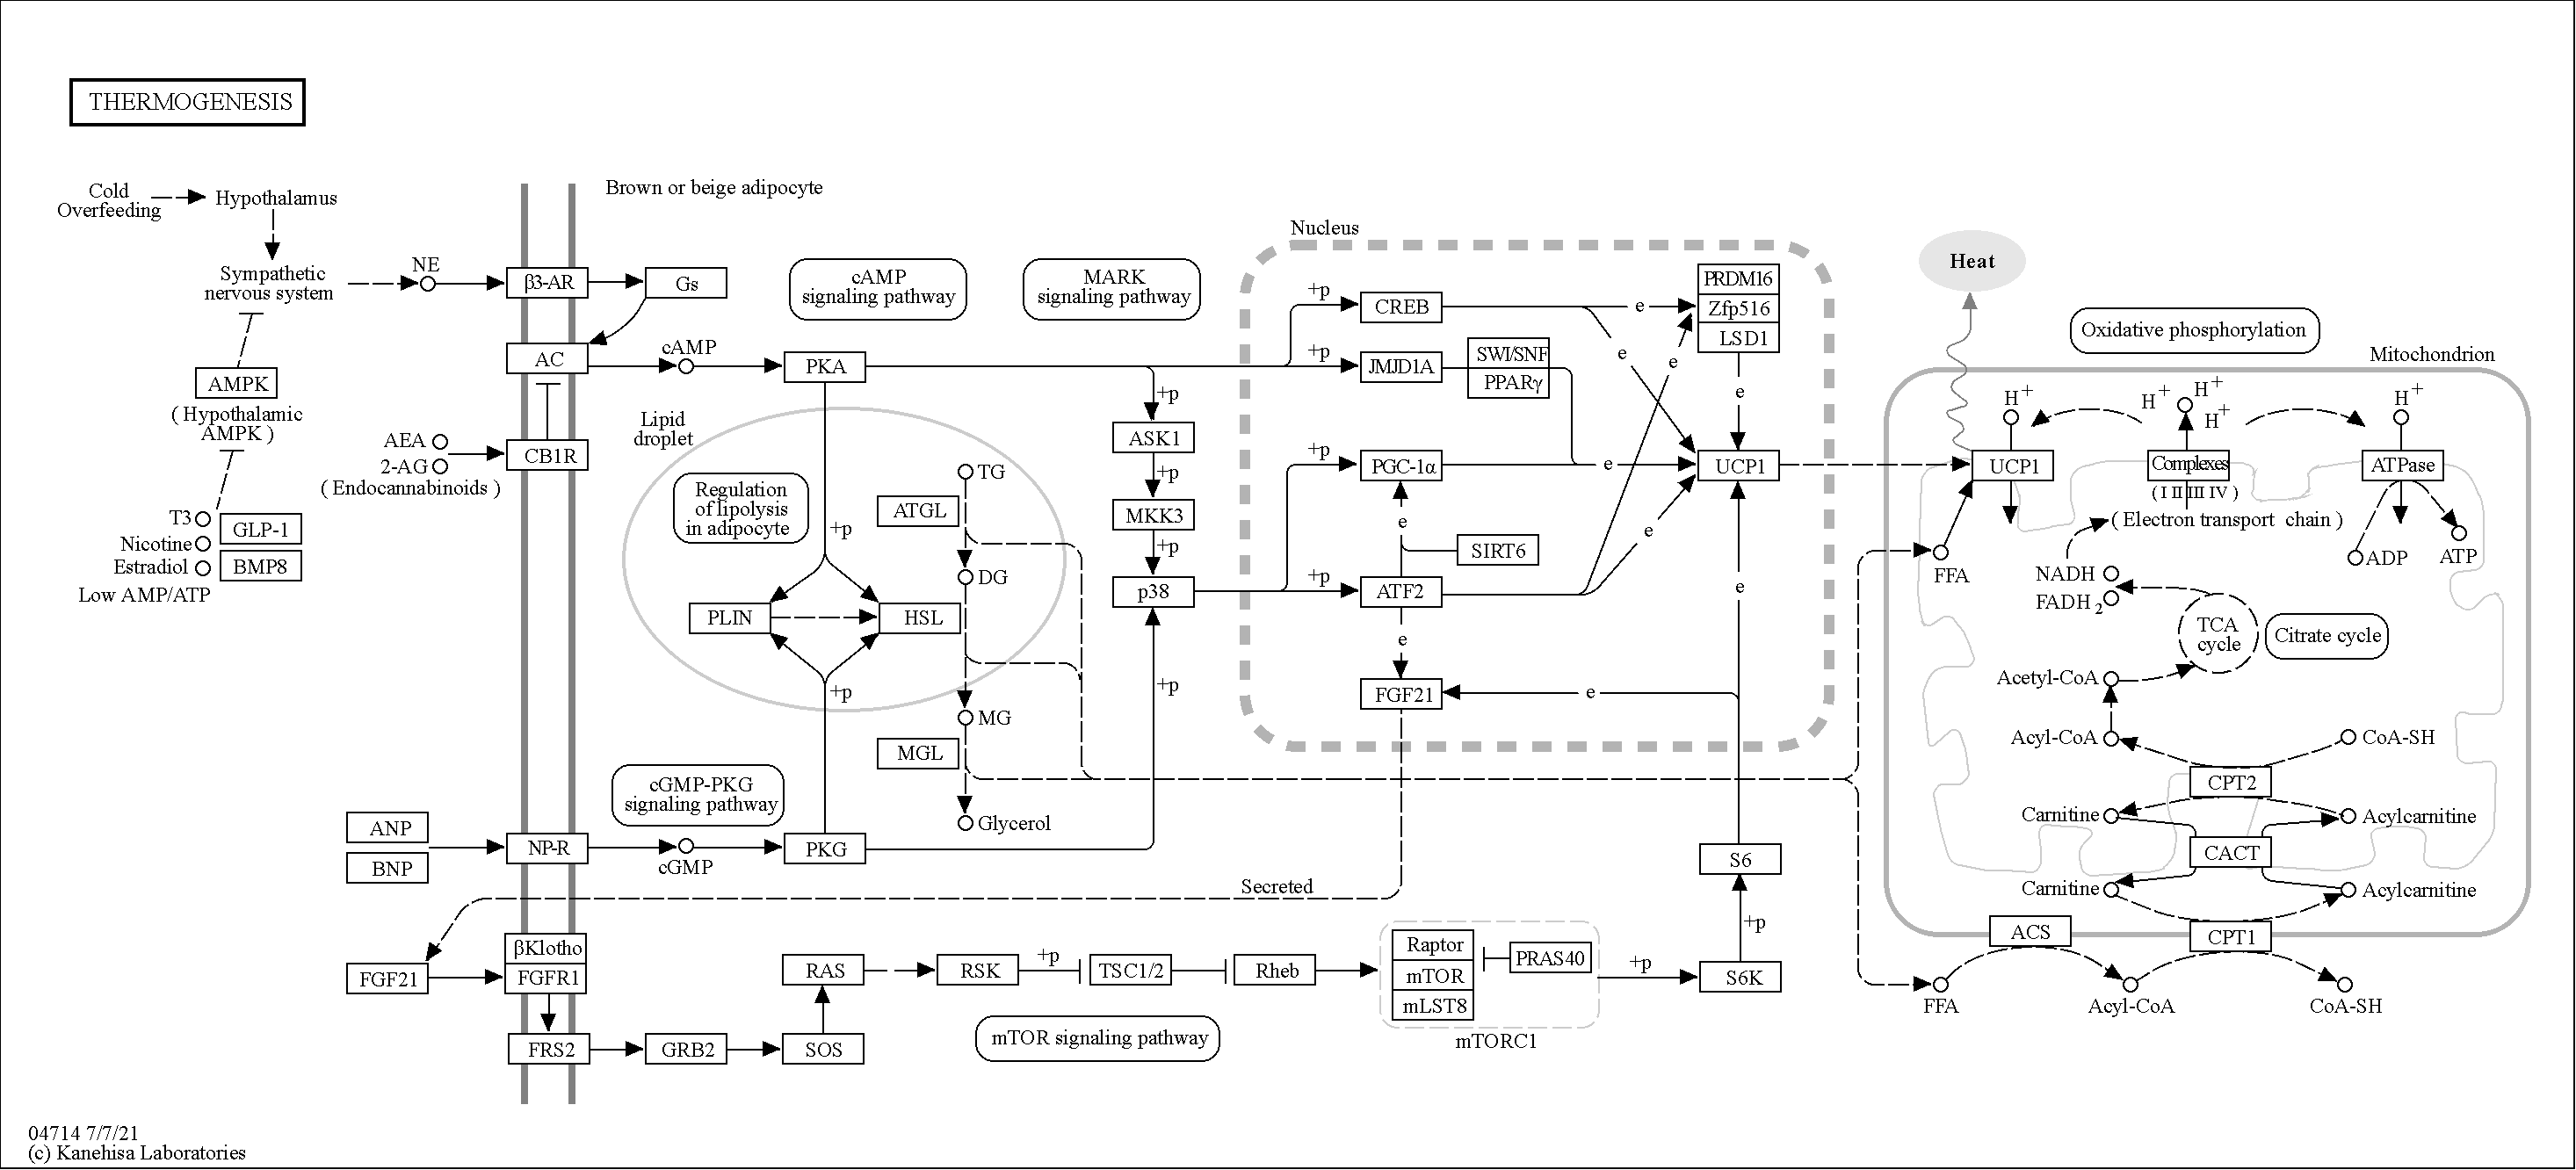 THERMOGENESIS
Cold
Overfeeding
Hypothalamus
Sympathetic
nervous system
NE
AMPK
( Hypothalamic
AMPK )
T3
Nicotine
Estradiol
Low AMP/ATP
GLP-1
BMP8
AEA
2-AG
( Endocannabinoids )
Brown or beige adipocyte
β3-AR
Gs
AC
cAMP
CB1R
cAMP
signaling pathway
MARK
signaling pathway
PKA
Lipid
droplet
Regulation
of lipolysis
in adipocyte
+p
PLIN
HSL
+p
ATGL
TG
DG
MG
MGL
Glycerol
+p
ASK1
+p
MKK3
+p
p38
+p
cGMP-PKG
signaling pathway
ANP
BNP
NP-R
cGMP
PKG
Nucleus
+p
CREB
+p
JMJD1A
SWI/SNF
PPARγ
+p
PGC-1α
e
SIRT6
+p
ATF2
e
FGF21
e
e
e
e
e
e
PRDM16
Zfp516
LSD1
e
UCP1
e
S6
+p
Secreted
FGF21
βKlotho
FGFR1
FRS2
GRB2
SOS
RAS
RSK
+p
TSC1/2
Rheb
mTOR signaling pathway
Raptor
mTOR
mLST8
PRAS40
mTORC1
+p
S6K
Heat
Oxidative phosphorylation
Mitochondrion
H+
H+
H+
H+
H+
UCP1
Complexes
( I II III IV )
ATPase
( Electron transport chain )
FFA
NADH
FADH2
ADP
ATP
TCA
cycle
Citrate cycle
Acetyl-CoA
Acyl-CoA
CoA-SH
CPT2
Carnitine
Acylcarnitine
CACT
Carnitine
Acylcarnitine
ACS
CPT1
FFA
Acyl-CoA
CoA-SH
04714 7/7/21
(c) Kanehisa Laboratories